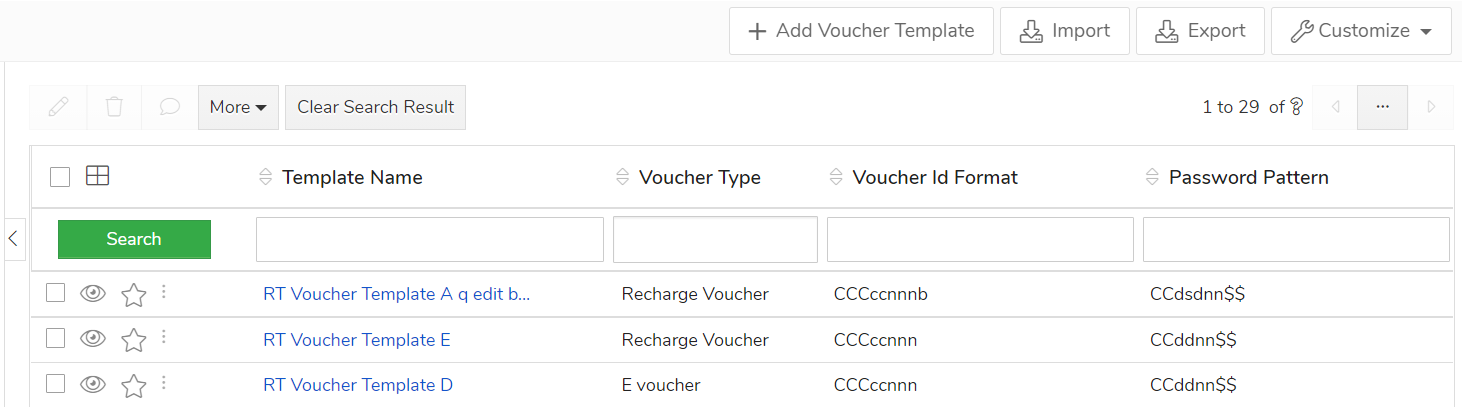 Add Voucher Template Import Export Customize
More Clear Search Result 1 to 29 of ?
Template Name Voucher Type Voucher Id Format Password Pattern
Search
RT Voucher Template A q edit b... Recharge Voucher CCCccnnnb CCdsdnn$$
RT Voucher Template E Recharge Voucher CCCccnnn CCddnn$$
RT Voucher Template D E voucher CCCccnnn CCddnn$$